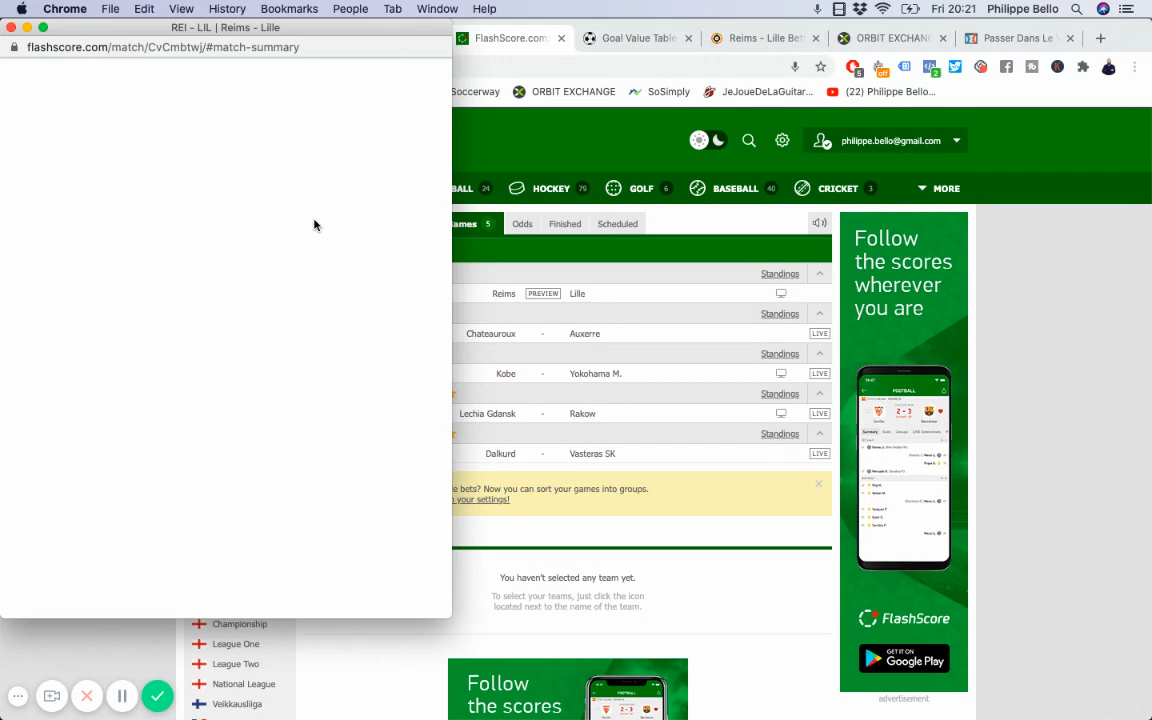 Chrome File Edit View History Bookmarks People Tab Window Help Fri 20:21 Philippe Bello
REI - LIL | Reims - Lille
flashscore.com/match/CvCmbtwj/#match-summary
FlashScore.com: Goal Value Table Reims - Lille Bet ORBIT EXCHANG Passer Dans Le
5 off 2
Soccerway ORBIT EXCHANGE SoSimply JeJoueDeLaGuitar... (22) Philippe Bello...
philippe.bello@gmail.com
BALL 24 HOCKEY 79 GOLF 6 BASEBALL 40 CRICKET 3 MORE
ames 5 Odds Finished Scheduled
Standings
Reims PREVIEW Lille
Standings
Chateauroux - Auxerre LIVE
Standings
Kobe - Yokohama M. LIVE
Standings
Lechia Gdansk - Rakow LIVE
Standings
Dalkurd - Vasteras SK LIVE
e bets? Now you can sort your games into groups.
your settings!
You haven't selected any team yet.
To select your teams, just click the icon
located next to the name of the team.
Championship
League One
League Two
National League
Veikkausliiga
Follow
the scores
Follow
the scores
wherever
you are
FOOTBALL
2 - 3
FlashScore
GET IT ON
Google Play
advertisement